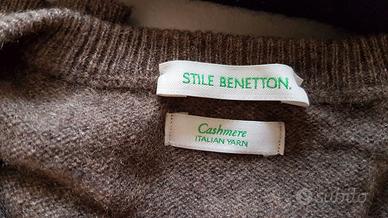 STILE BENETTON.
Cashmere
ITALIAN YARN
subito